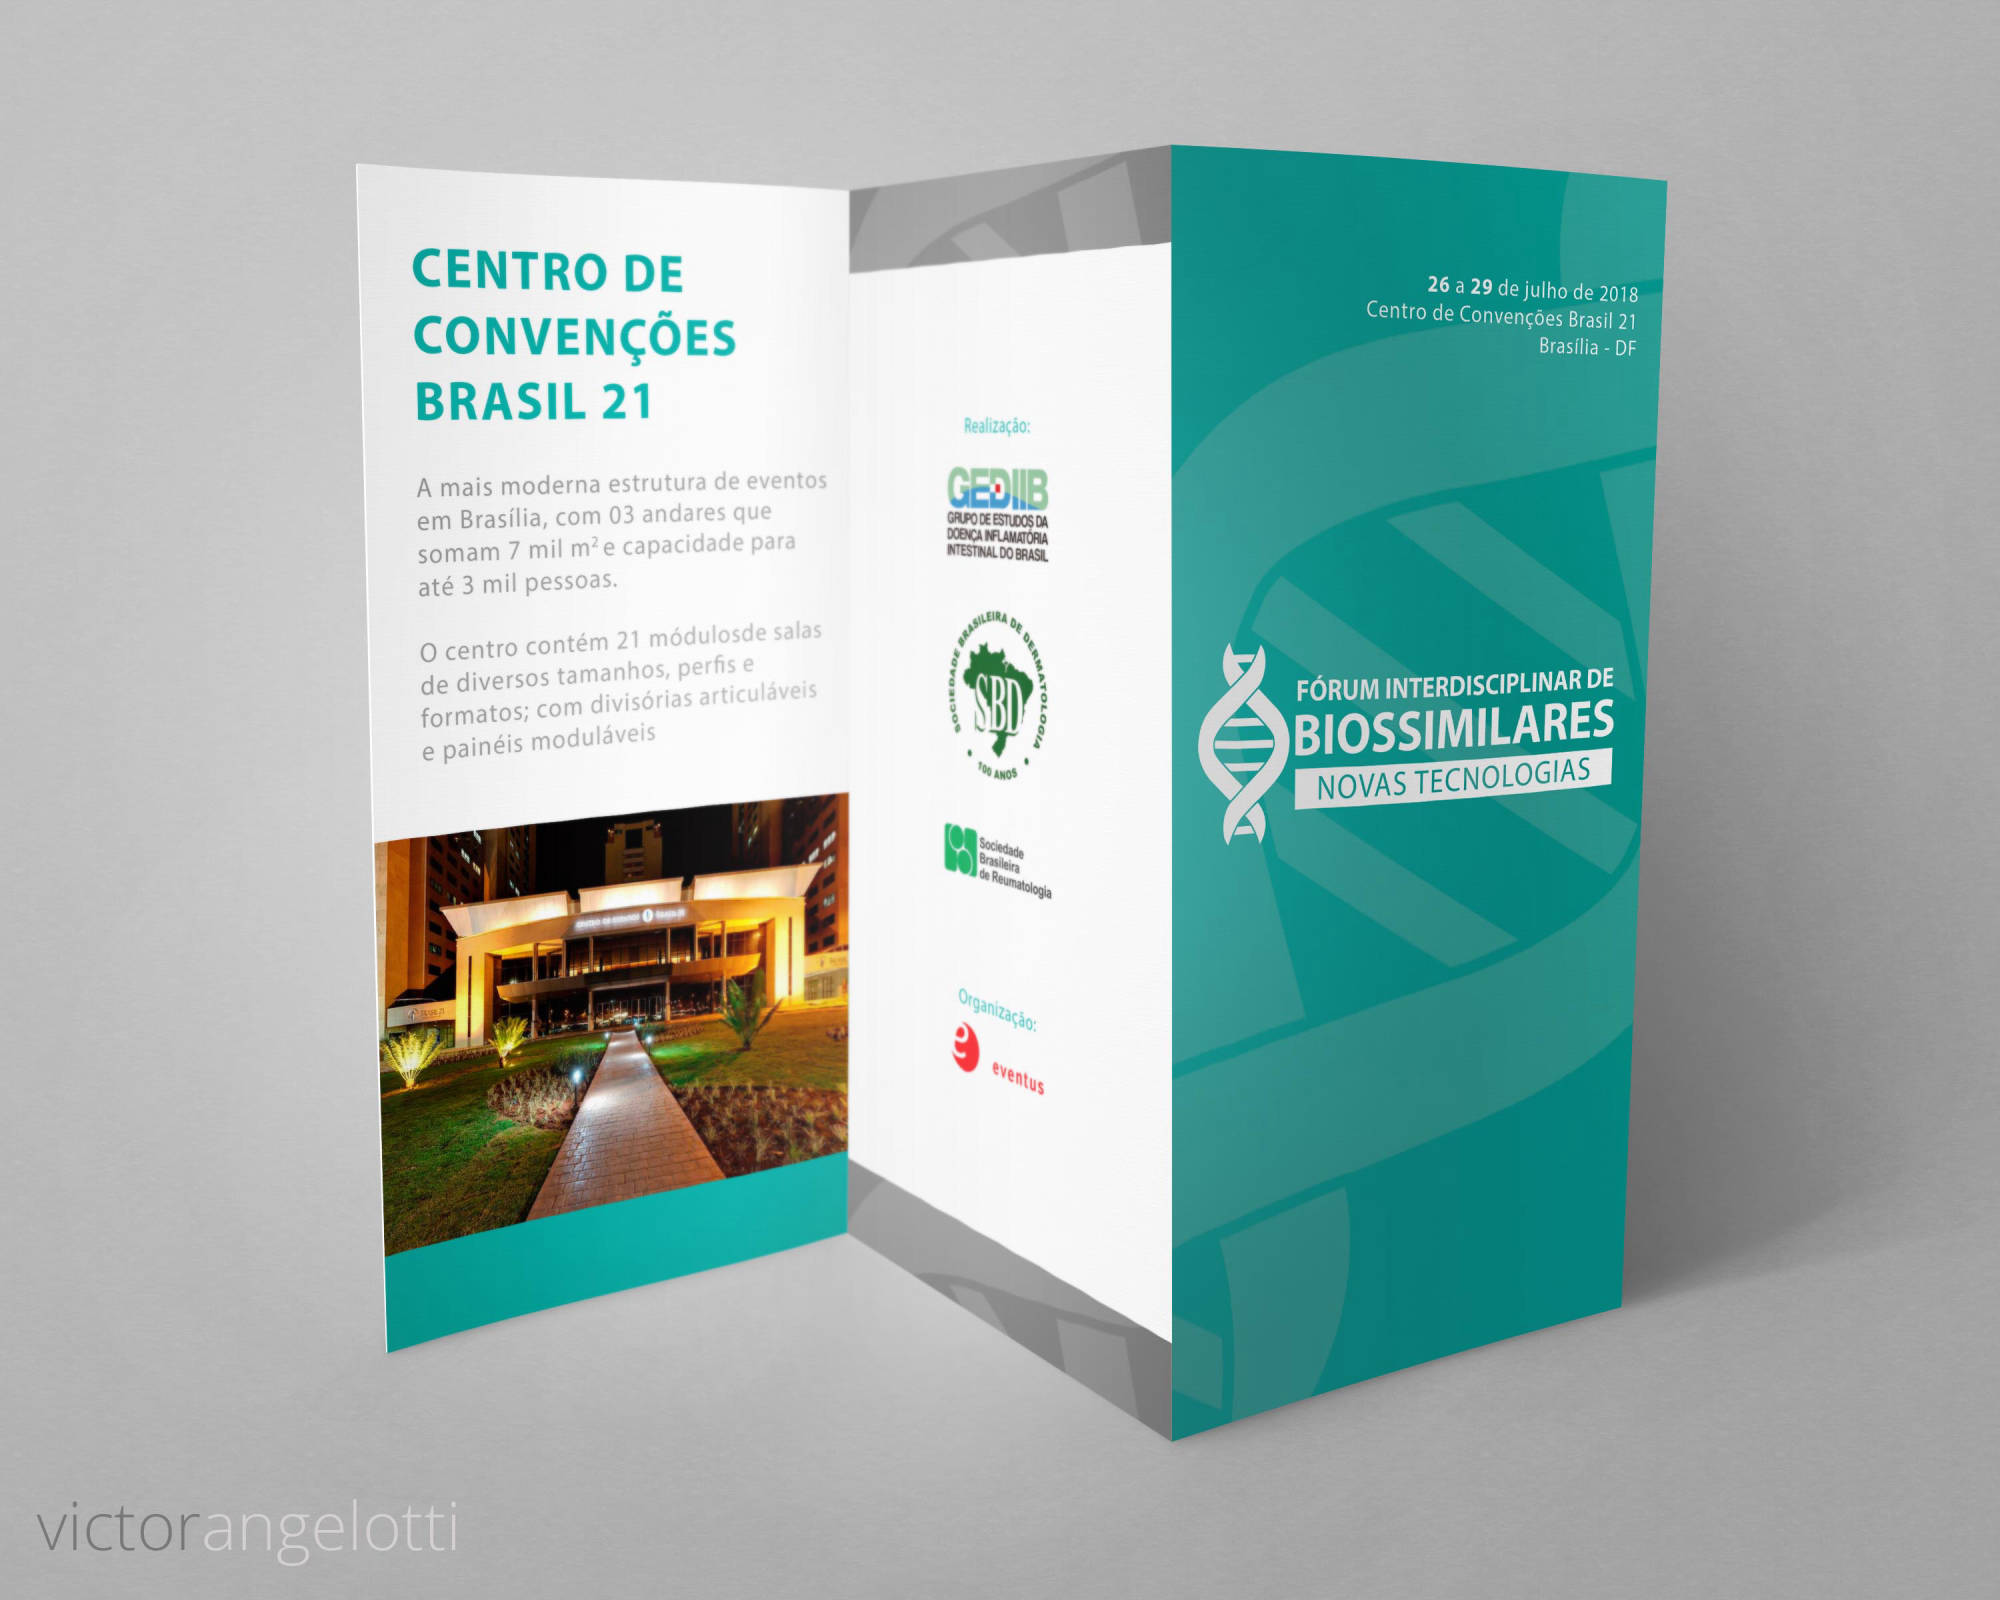 CENTRO DE
CONVENÇÕES
BRASIL 21
A mais moderna estrutura de eventos
em Brasília, com 03 andares que
somam 7 mil m² e capacidade para
até 3 mil pessoas.
O centro contém 21 módulosde salas
de diversos tamanhos, perfis e
formatos; com divisórias articuláveis
e painéis moduláveis
Realização:
GEDIIB
GRUPO DE ESTUDOS DA
DOENÇA INFLAMATÓRIA
INTESTINAL DO BRASIL
SOCIEDADE BRASILEIRA DE DERMATOLOGIA
SBD
100 ANOS
Sociedade
Brasileira
de Reumatologia
Organização:
eventus
26 a 29 de julho de 2018
Centro de Convenções Brasil 21
Brasília - DF
FÓRUM INTERDISCIPLINAR DE
BIOSSIMILARES
NOVAS TECNOLOGIAS
victorangelotti